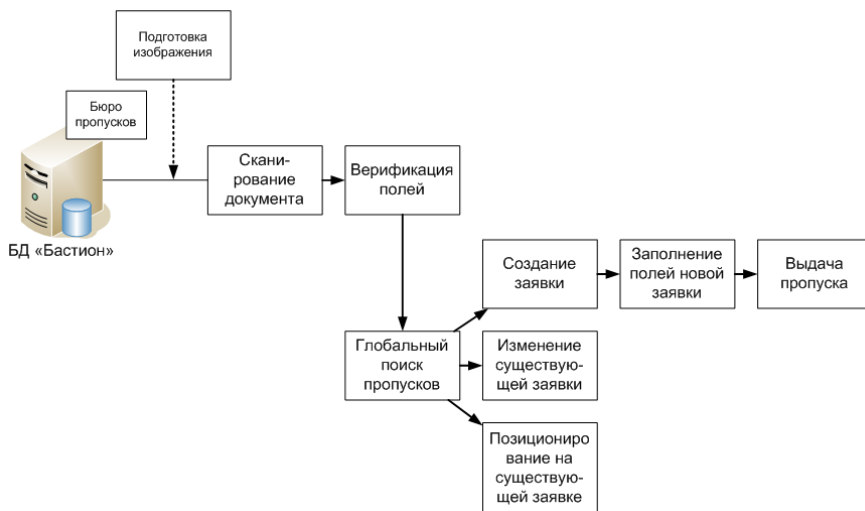 Подготовка
изображения
Бюро
пропусков
БД «Бастион»
Скани-
рование
документа
Верификация
полей
Глобальный
поиск
пропусков
Создание
заявки
Заполнение
полей новой
заявки
Выдача
пропуска
Изменение
существую-
щей заявки
Позициониро
вание на
существую-
щей заявке